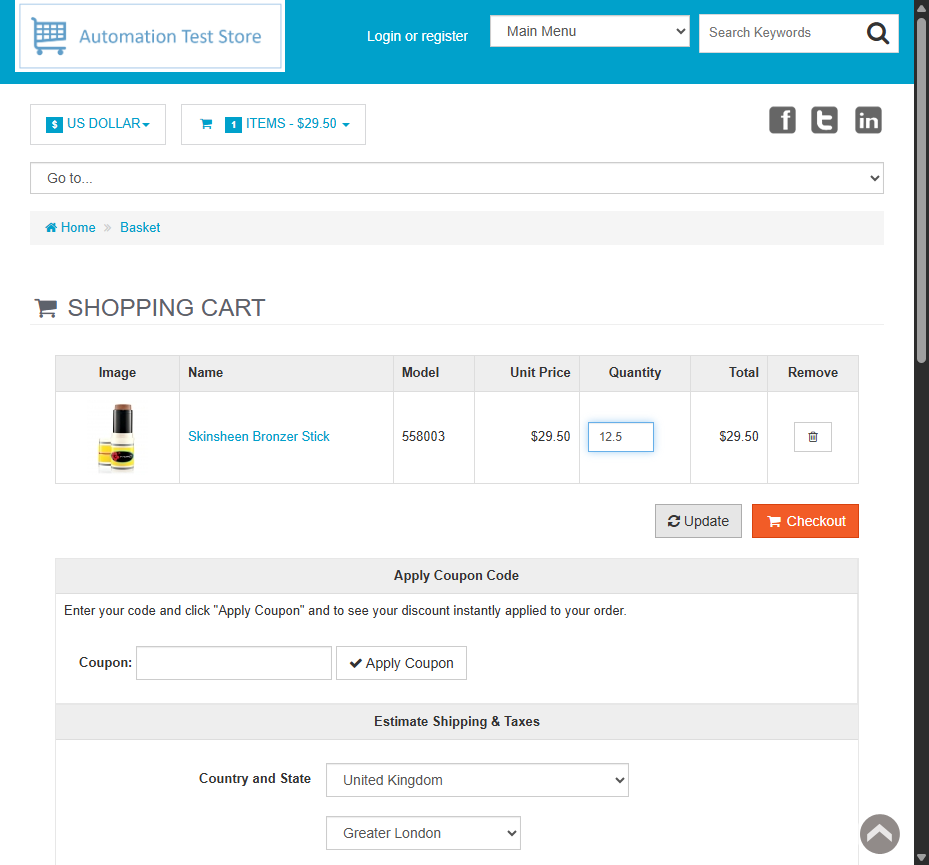 Automation Test Store
Login or register
Main Menu
Search Keywords
$ US DOLLAR
1 ITEMS - $29.50
f t in
Go to...
Home » Basket
SHOPPING CART
Image Name Model Unit Price Quantity Total Remove
Skinsheen Bronzer Stick 558003 $29.50 12.5 $29.50
Update Checkout
Apply Coupon Code
Enter your code and click "Apply Coupon" and to see your discount instantly applied to your order.
Coupon: Apply Coupon
Estimate Shipping & Taxes
Country and State United Kingdom
Greater London